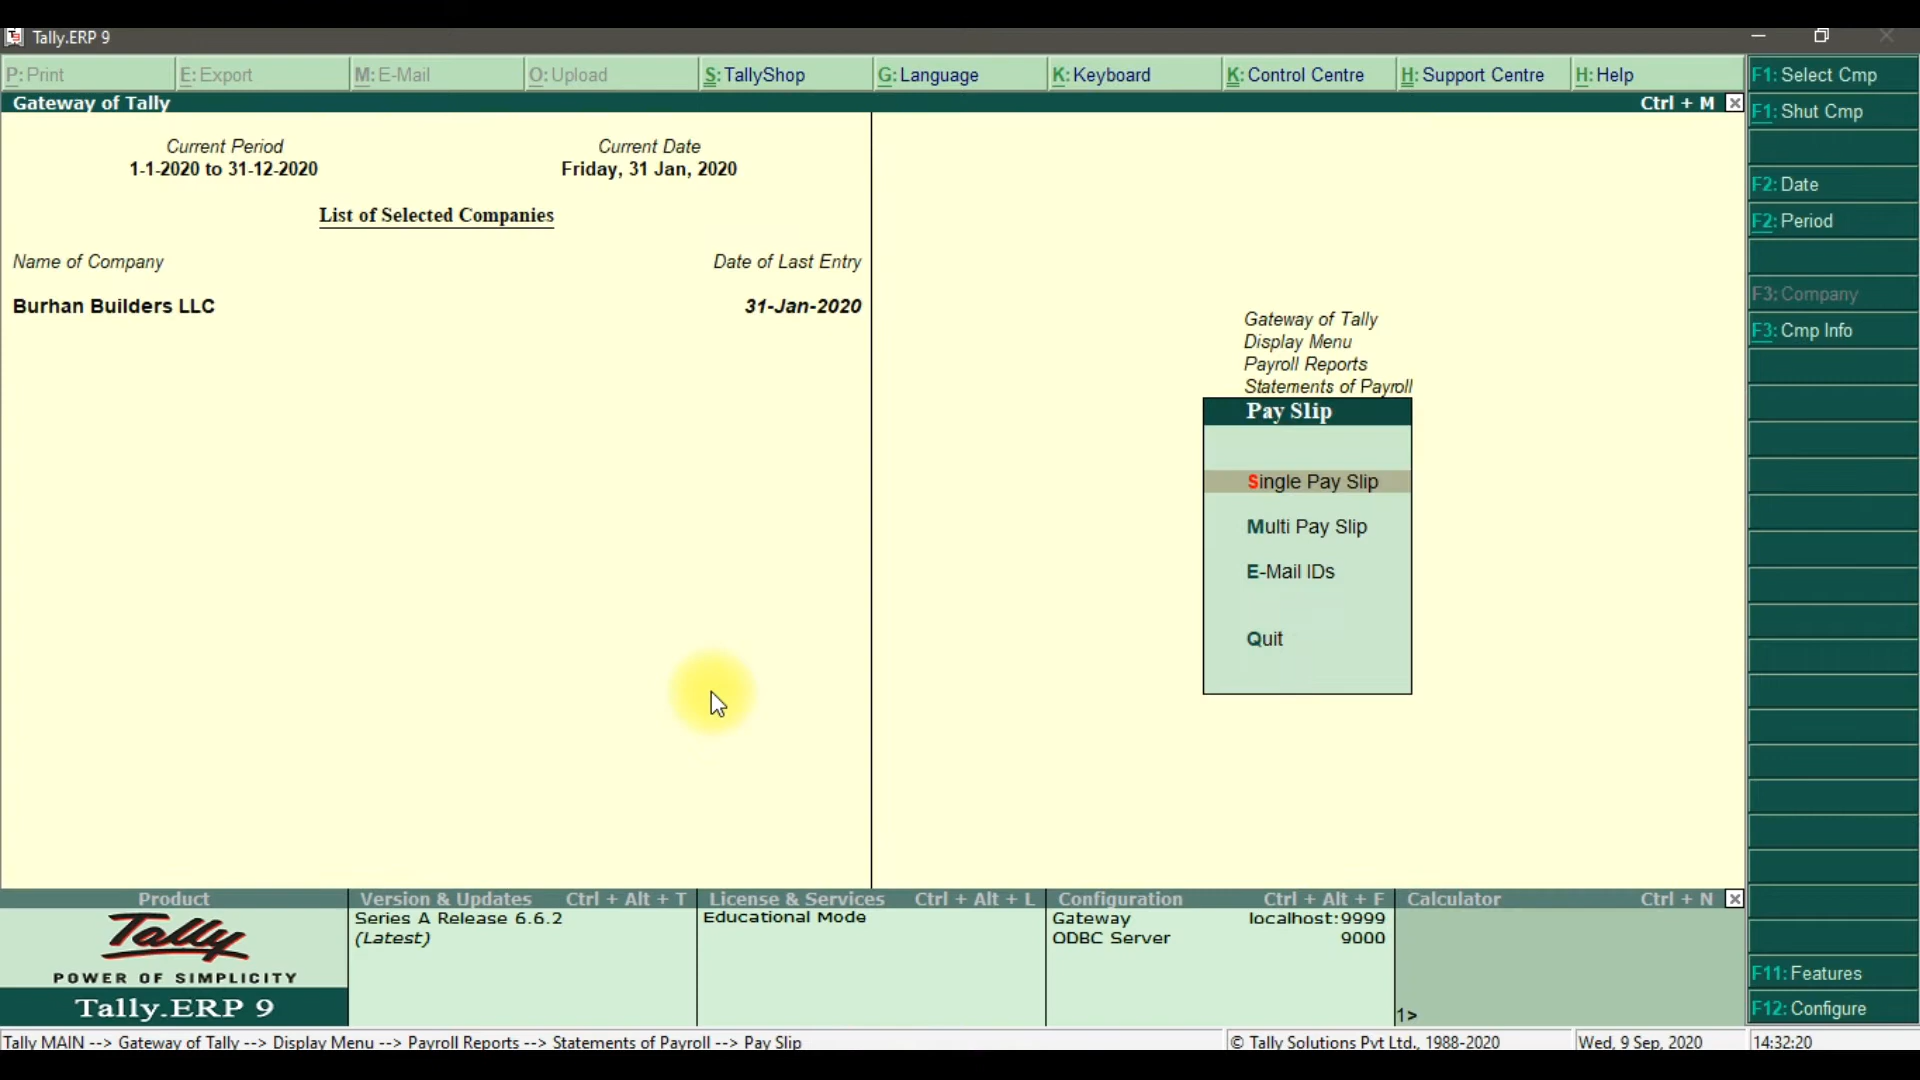 Tally.ERP 9
P: Print E: Export M: E-Mail O: Upload S: TallyShop G: Language K: Keyboard K: Control Centre H: Support Centre H: Help
Gateway of Tally Ctrl + M
Current Period Current Date
1-1-2020 to 31-12-2020 Friday, 31 Jan, 2020
List of Selected Companies
Name of Company Date of Last Entry
Burhan Builders LLC 31-Jan-2020
Gateway of Tally
Display Menu
Payroll Reports
Statements of Payroll
Pay Slip
Single Pay Slip
Multi Pay Slip
E-Mail IDs
Quit
F1: Select Cmp
F1: Shut Cmp
F2: Date
F2: Period
F3: Company
F3: Cmp Info
F11: Features
F12: Configure
Product
Tally
POWER OF SIMPLICITY
Tally.ERP 9
Version & Updates Ctrl + Alt + T
Series A Release 6.6.2
(Latest)
License & Services Ctrl + Alt + L
Educational Mode
Configuration Ctrl + Alt + F
Gateway localhost:9999
ODBC Server 9000
Calculator Ctrl + N
1>
Tally MAIN --> Gateway of Tally --> Display Menu --> Payroll Reports --> Statements of Payroll --> Pay Slip © Tally Solutions Pvt Ltd., 1988-2020 Wed, 9 Sep, 2020 14:32:20